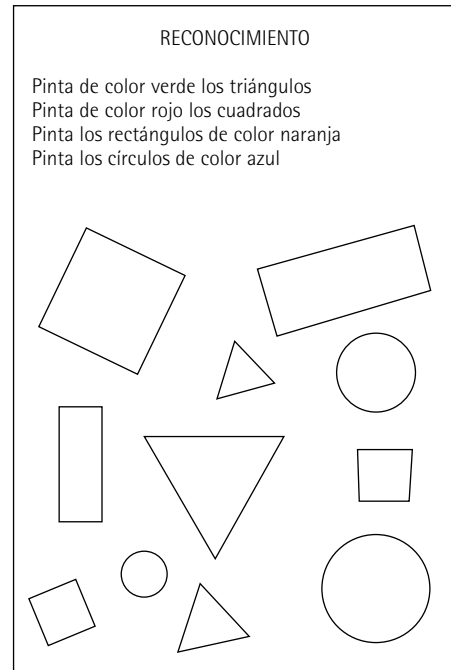 RECONOCIMIENTO
Pinta de color verde los triángulos
Pinta de color rojo los cuadrados
Pinta los rectángulos de color naranja
Pinta los círculos de color azul